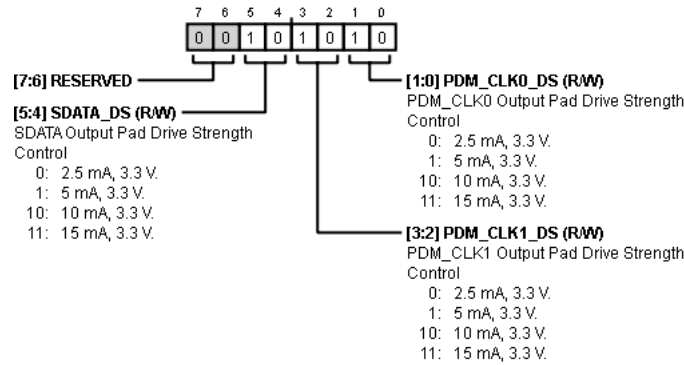 7 6 5 4 3 2 1 0
0 0 1 0 1 0 1 0
[7:6] RESERVED
[5:4] SDATA_DS (R/W)
SDATA Output Pad Drive Strength
Control
0: 2.5 mA, 3.3 V.
1: 5 mA, 3.3 V.
10: 10 mA, 3.3 V.
11: 15 mA, 3.3 V.
[1:0] PDM_CLK0_DS (R/W)
PDM_CLK0 Output Pad Drive Strength
Control
0: 2.5 mA, 3.3 V.
1: 5 mA, 3.3 V.
10: 10 mA, 3.3 V.
11: 15 mA, 3.3 V.
[3:2] PDM_CLK1_DS (R/W)
PDM_CLK1 Output Pad Drive Strength
Control
0: 2.5 mA, 3.3 V.
1: 5 mA, 3.3 V.
10: 10 mA, 3.3 V.
11: 15 mA, 3.3 V.